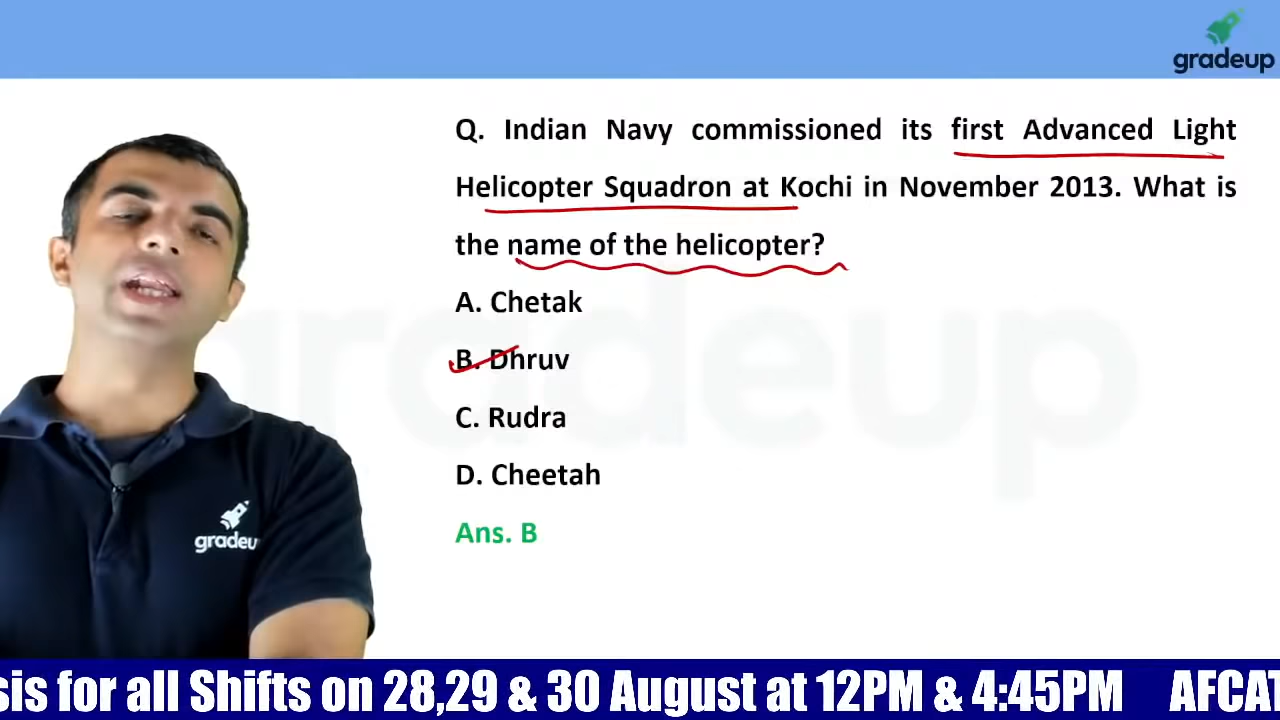 gradeup
Q. Indian Navy commissioned its first Advanced Light
Helicopter Squadron at Kochi in November 2013. What is
the name of the helicopter?
A. Chetak
B. Dhruv
C. Rudra
D. Cheetah
Ans. B
gradeup
gradeup
sis for all Shifts on 28,29 & 30 August at 12PM & 4:45PM AFCAT